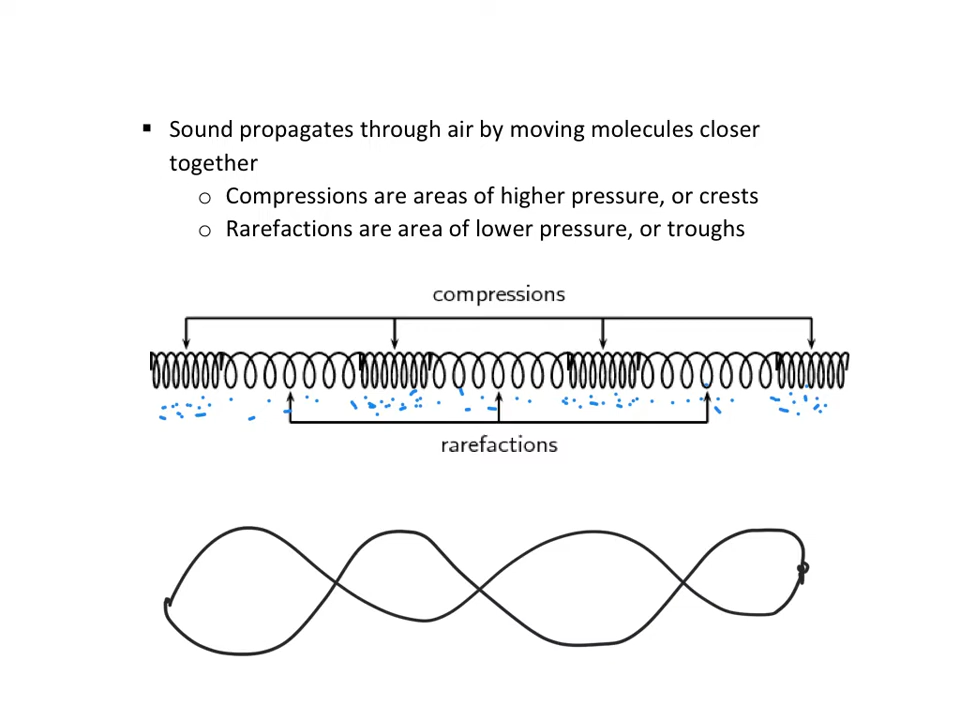 ▪ Sound propagates through air by moving molecules closer
together
o Compressions are areas of higher pressure, or crests
o Rarefactions are area of lower pressure, or troughs
compressions
rarefactions